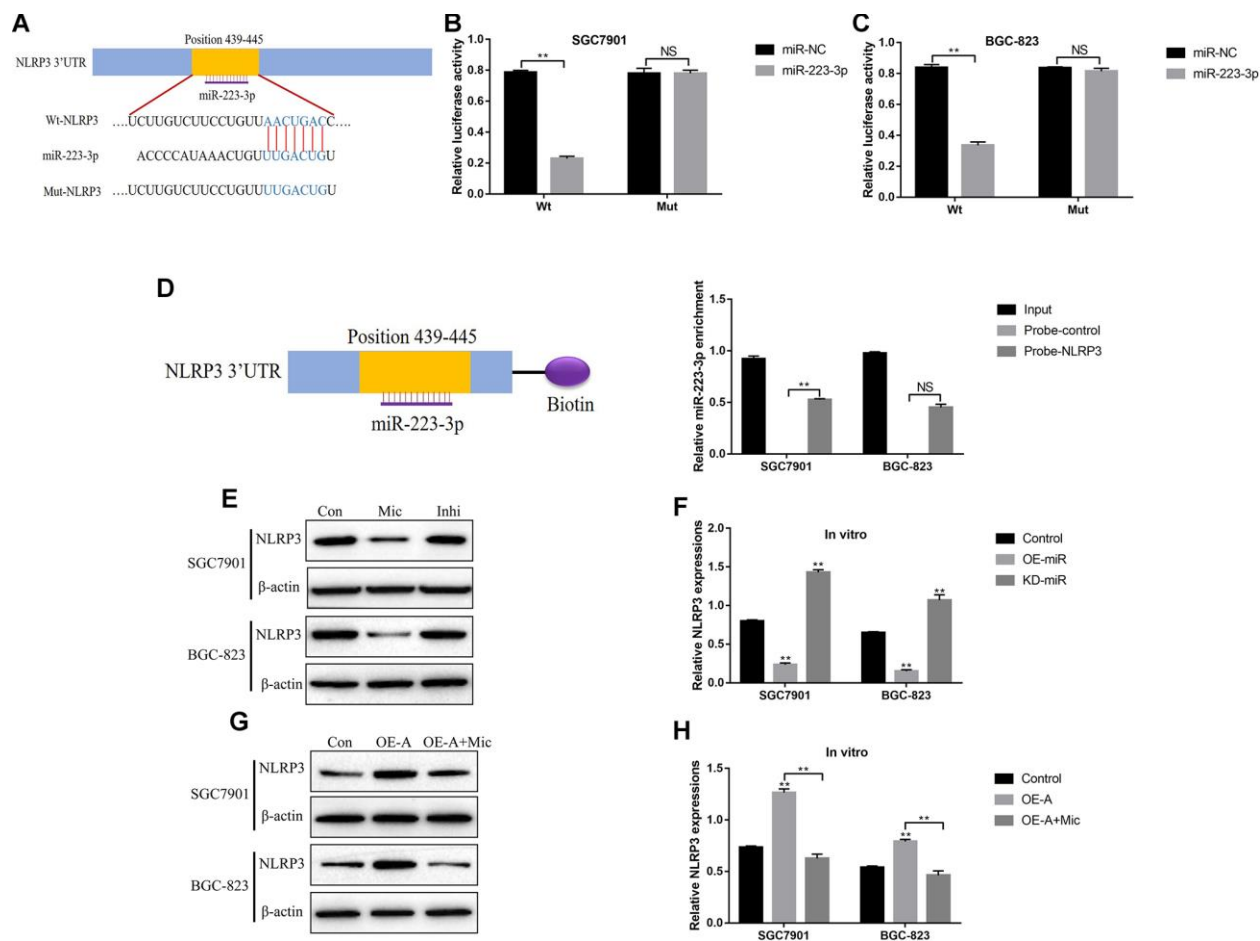 A
Position 439-445
NLRP3 3'UTR
miR-223-3p
Wt-NLRP3 ....UCUUGUCUUCCUGUUAACUGACC....
miR-223-3p ACCCCAUAAACUGUUUGACUGU
Mut-NLRP3 ....UCUUGUCUUCCUGUUUUGACUGU
B
SGC7901
Relative luciferase activity
1.0
0.8
0.6
0.4
0.2
0.0
**
NS
Wt Mut
miR-NC
miR-223-3p
C
BGC-823
Relative luciferase activity
1.0
0.8
0.6
0.4
0.2
0.0
**
NS
Wt Mut
miR-NC
miR-223-3p
D
Position 439-445
NLRP3 3'UTR
miR-223-3p
Biotin
Relative miR-223-3p enrichment
1.5
1.0
0.5
0.0
**
NS
SGC7901 BGC-823
Input
Probe-control
Probe-NLRP3
E
Con Mic Inhi
SGC7901
NLRP3
β-actin
BGC-823
NLRP3
β-actin
F
In vitro
Relative NLRP3 expressions
2.0
1.5
1.0
0.5
0.0
** **
** **
SGC7901 BGC-823
Control
OE-miR
KD-miR
G
Con OE-A OE-A+Mic
SGC7901
NLRP3
β-actin
BGC-823
NLRP3
β-actin
H
In vitro
Relative NLRP3 expressions
1.5
1.0
0.5
0.0
** **
** **
SGC7901 BGC-823
Control
OE-A
OE-A+Mic